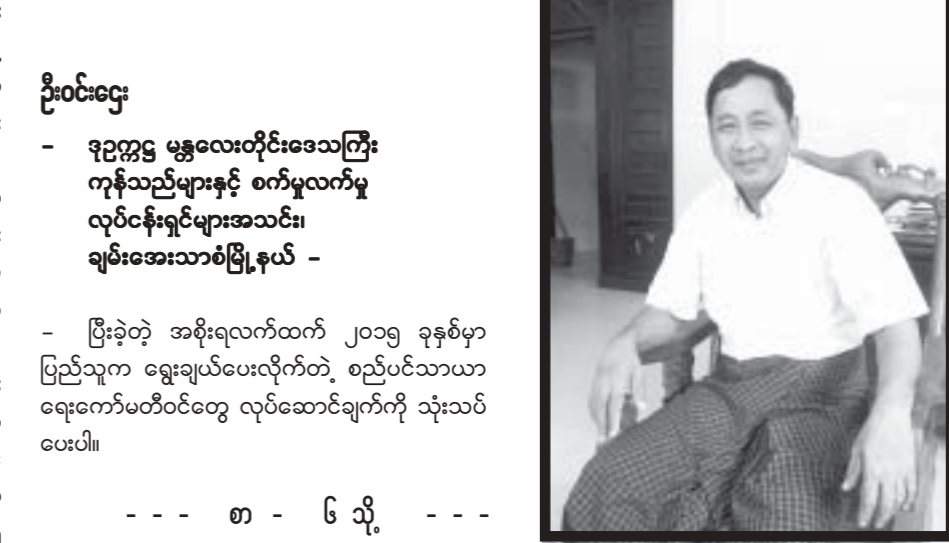 ဦးဝင်းဌေး
– ဒုဥက္ကဋ္ဌ မန္တလေးတိုင်းဒေသကြီး
ကုန်သည်များနှင့် စက်မှုလက်မှု
လုပ်ငန်းရှင်များအသင်း၊
ချမ်းအေးသာစံမြို့နယ် –
– ပြီးခဲ့တဲ့ အစိုးရလက်ထက် ၂၀၁၅ ခုနှစ်မှာ
ပြည်သူက ရွေးချယ်ပေးလိုက်တဲ့ စည်ပင်သာယာ
ရေးကော်မတီဝင်တွေ လုပ်ဆောင်ချက်ကို သုံးသပ်
ပေးပါ။
- - - စာ - ၆ သို့ - - -